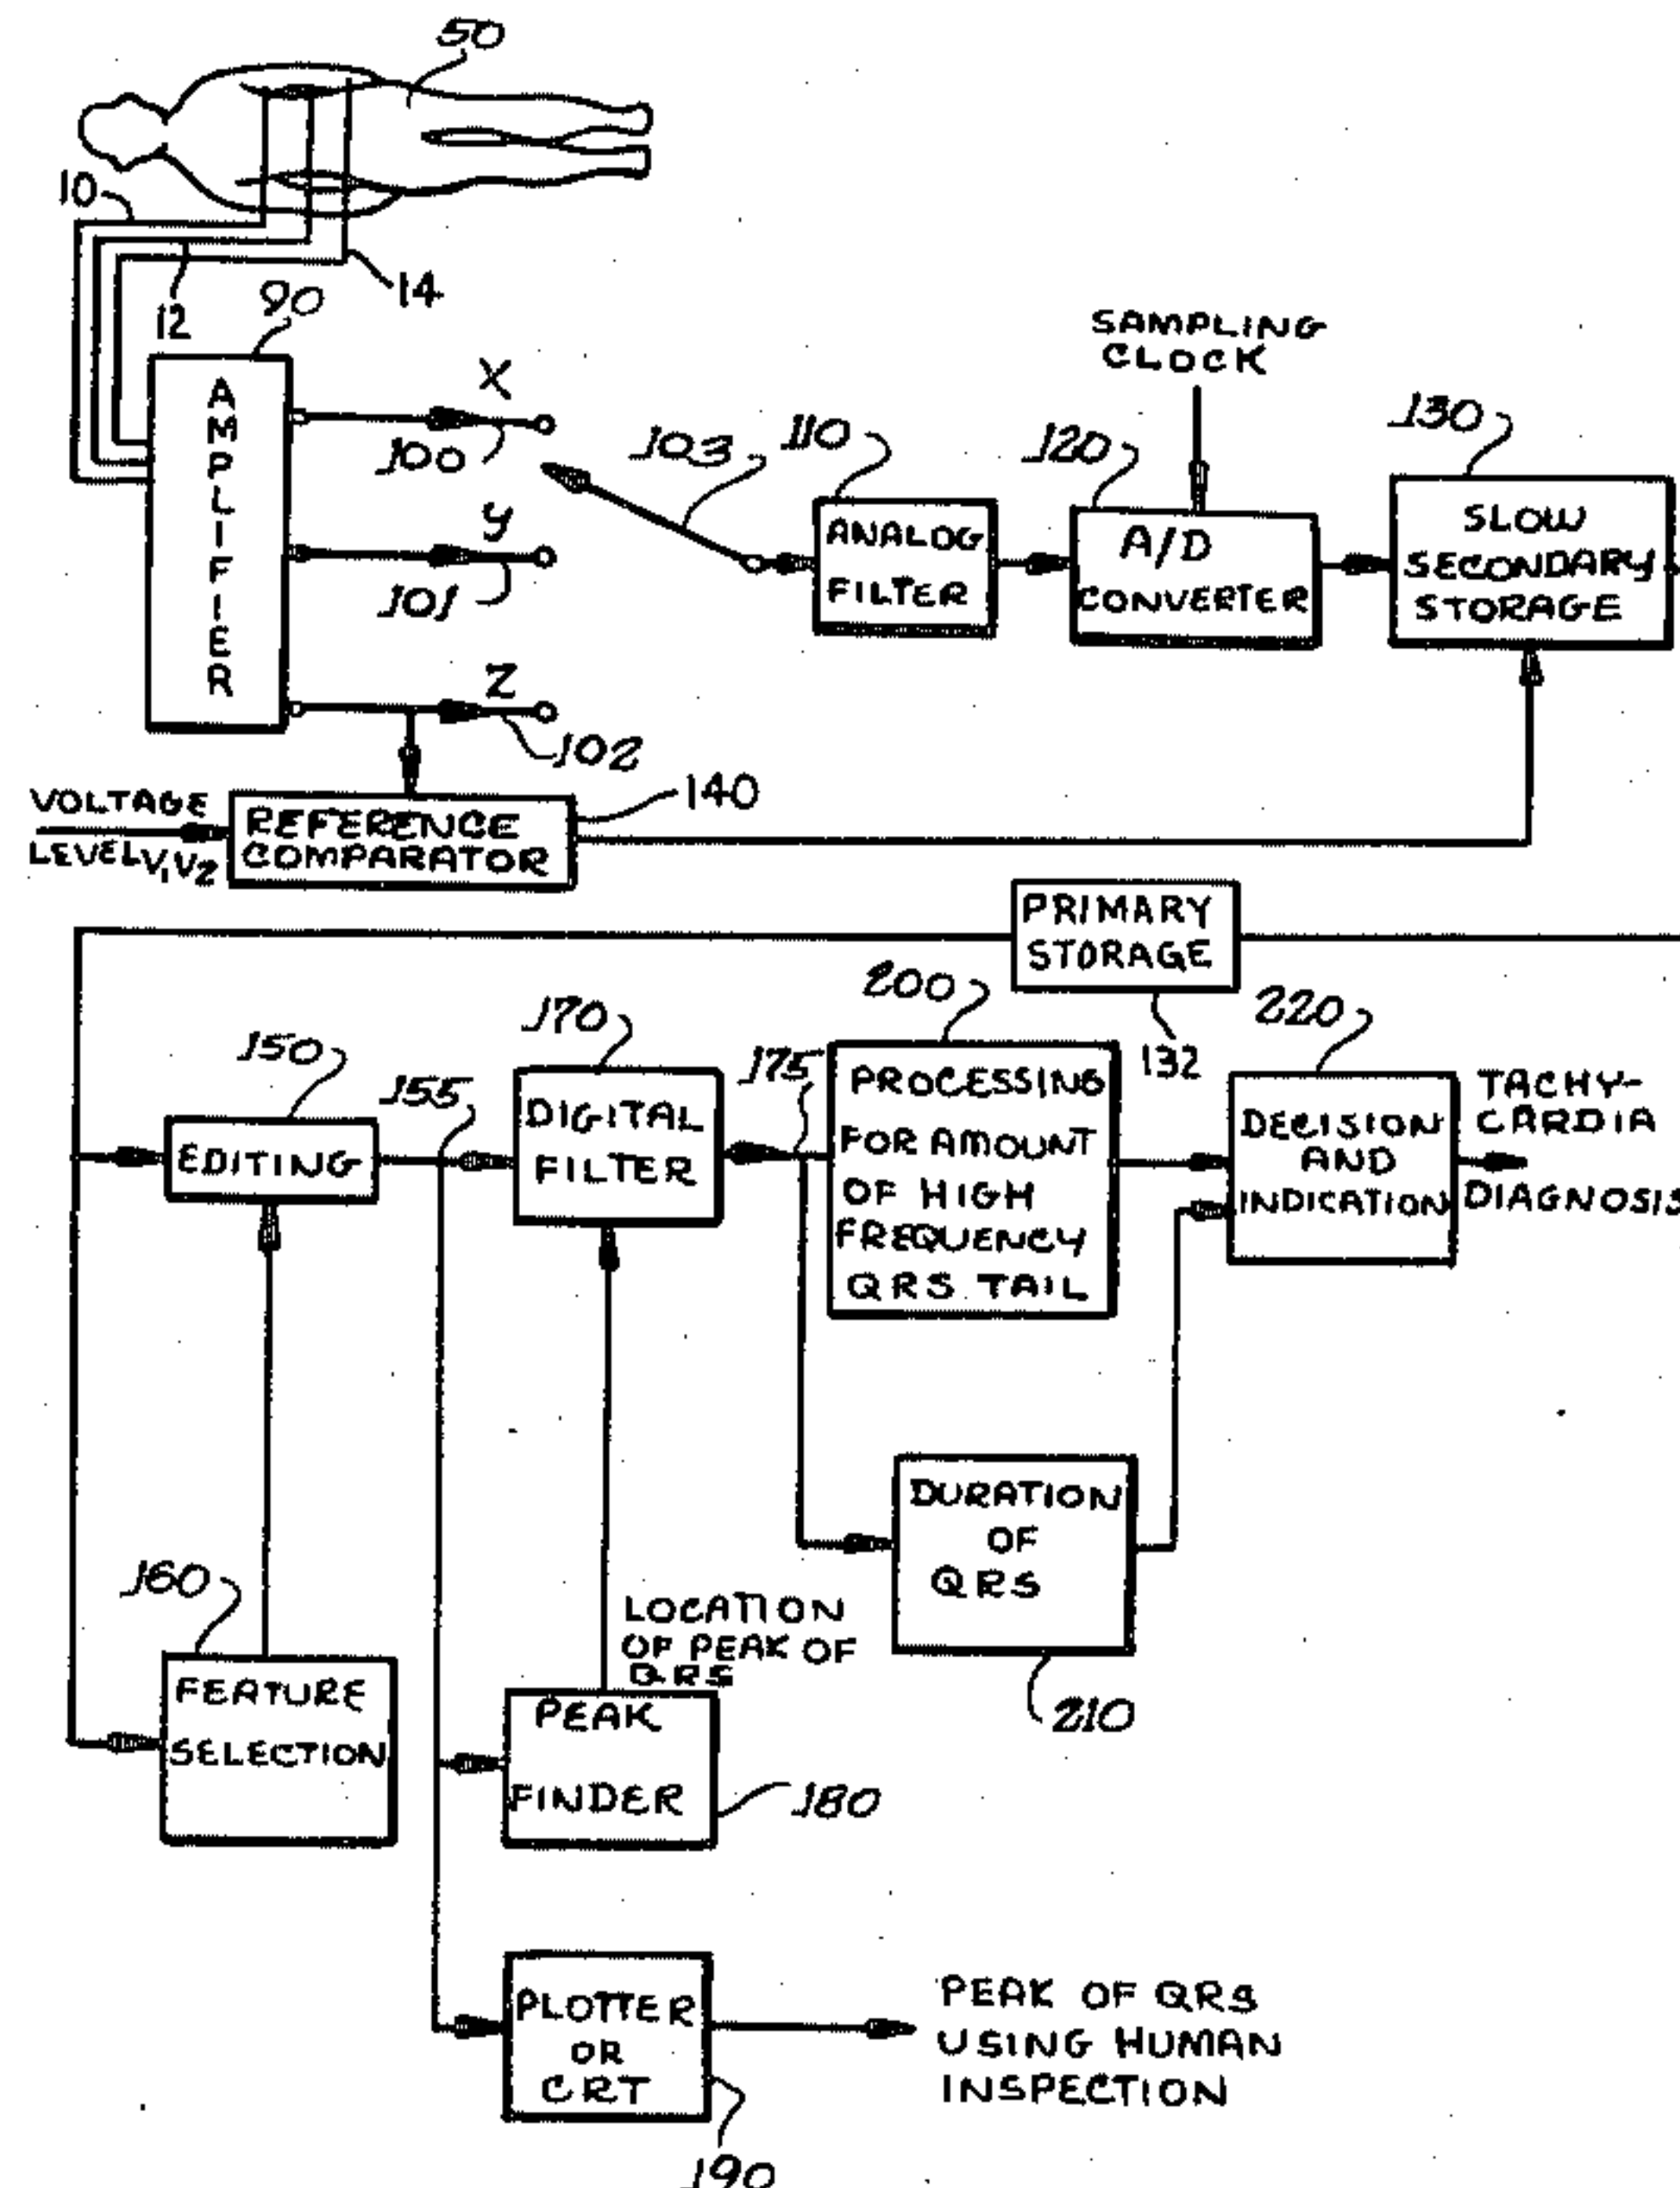 50
10
12
14
90
AMPLIFIER
X
100
Y
101
Z
102
103
110
ANALOG
FILTER
SAMPLING
CLOCK
120
A/D
CONVERTER
130
SLOW
SECONDARY
STORAGE
VOLTAGE
LEVEL V1 V2
REFERENCE
COMPARATOR
140
PRIMARY
STORAGE
132
150
EDITING
155
170
DIGITAL
FILTER
175
200
PROCESSING
FOR AMOUNT
OF HIGH
FREQUENCY
QRS TAIL
220
DECISION
AND
INDICATION
TACHY-
CARDIA
DIAGNOSIS
160
FEATURE
SELECTION
LOCATION
OF PEAK OF
QRS
PEAK
FINDER
180
DURATION
OF
QRS
210
PLOTTER
OR
CRT
190
PEAK OF QRS
USING HUMAN
INSPECTION